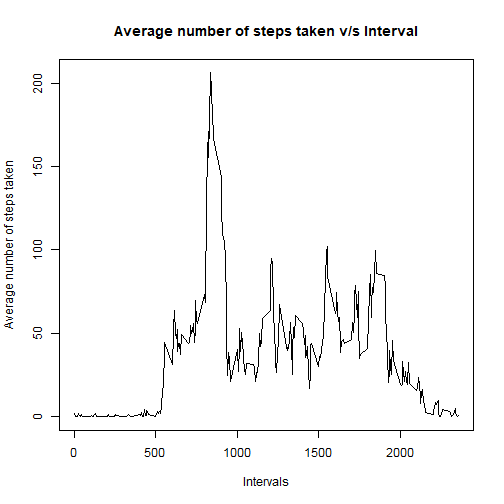 Average number of steps taken v/s Interval
Average number of steps taken
200
150
100
50
0
0 500 1000 1500 2000
Intervals